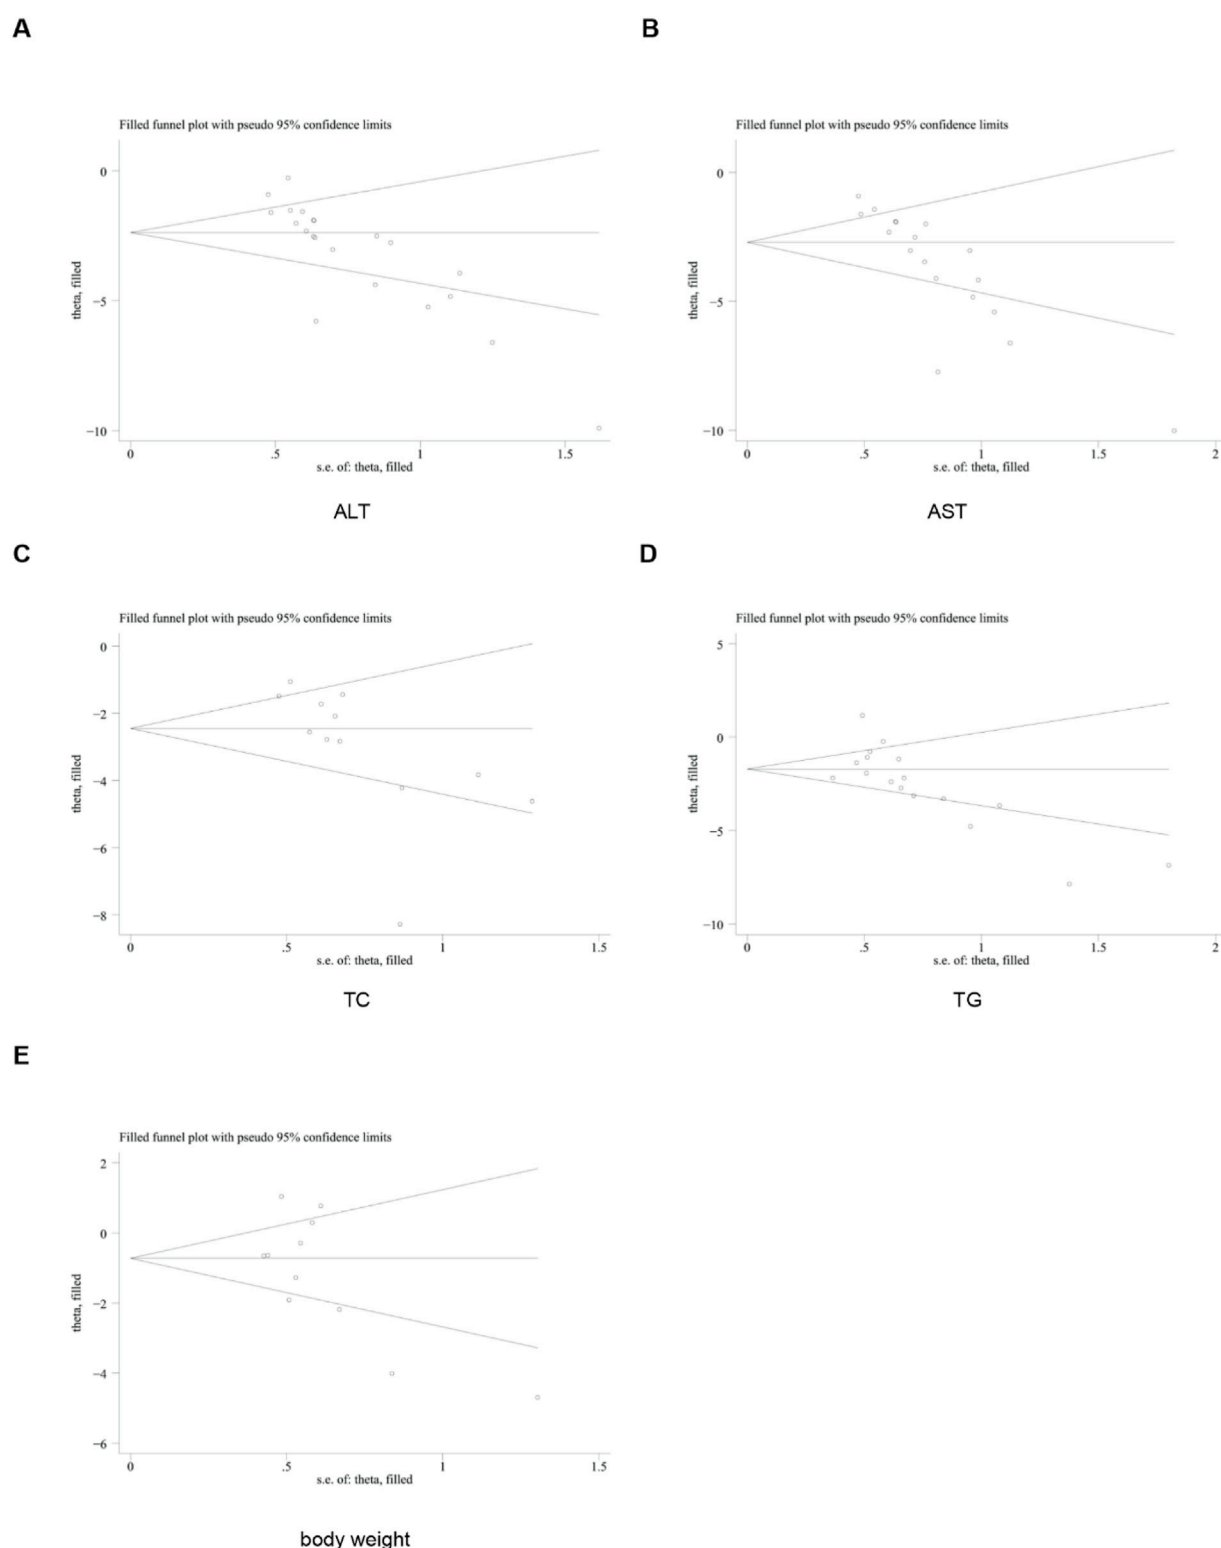 A
B
Filled funnel plot with pseudo 95% confidence limits
theta, filled
0
−5
−10
0 .5 1 1.5
s.e. of: theta, filled
ALT
Filled funnel plot with pseudo 95% confidence limits
theta, filled
0
−5
−10
0 .5 1 1.5 2
s.e. of: theta, filled
AST
C
D
Filled funnel plot with pseudo 95% confidence limits
theta, filled
0
−2
−4
−6
−8
0 .5 1 1.5
s.e. of: theta, filled
TC
Filled funnel plot with pseudo 95% confidence limits
theta, filled
5
0
−5
−10
0 .5 1 1.5 2
s.e. of: theta, filled
TG
E
Filled funnel plot with pseudo 95% confidence limits
theta, filled
2
0
−2
−4
−6
0 .5 1 1.5
s.e. of: theta, filled
body weight